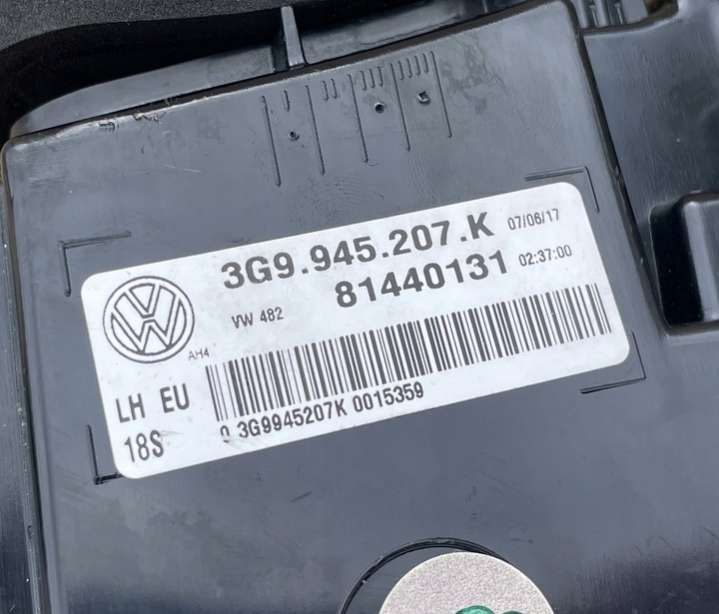 3G9.945.207.K 07/06/17
VW 482 81440131 02:37:00
AH4
LH EU
18S
0 3G9945207K 0015359